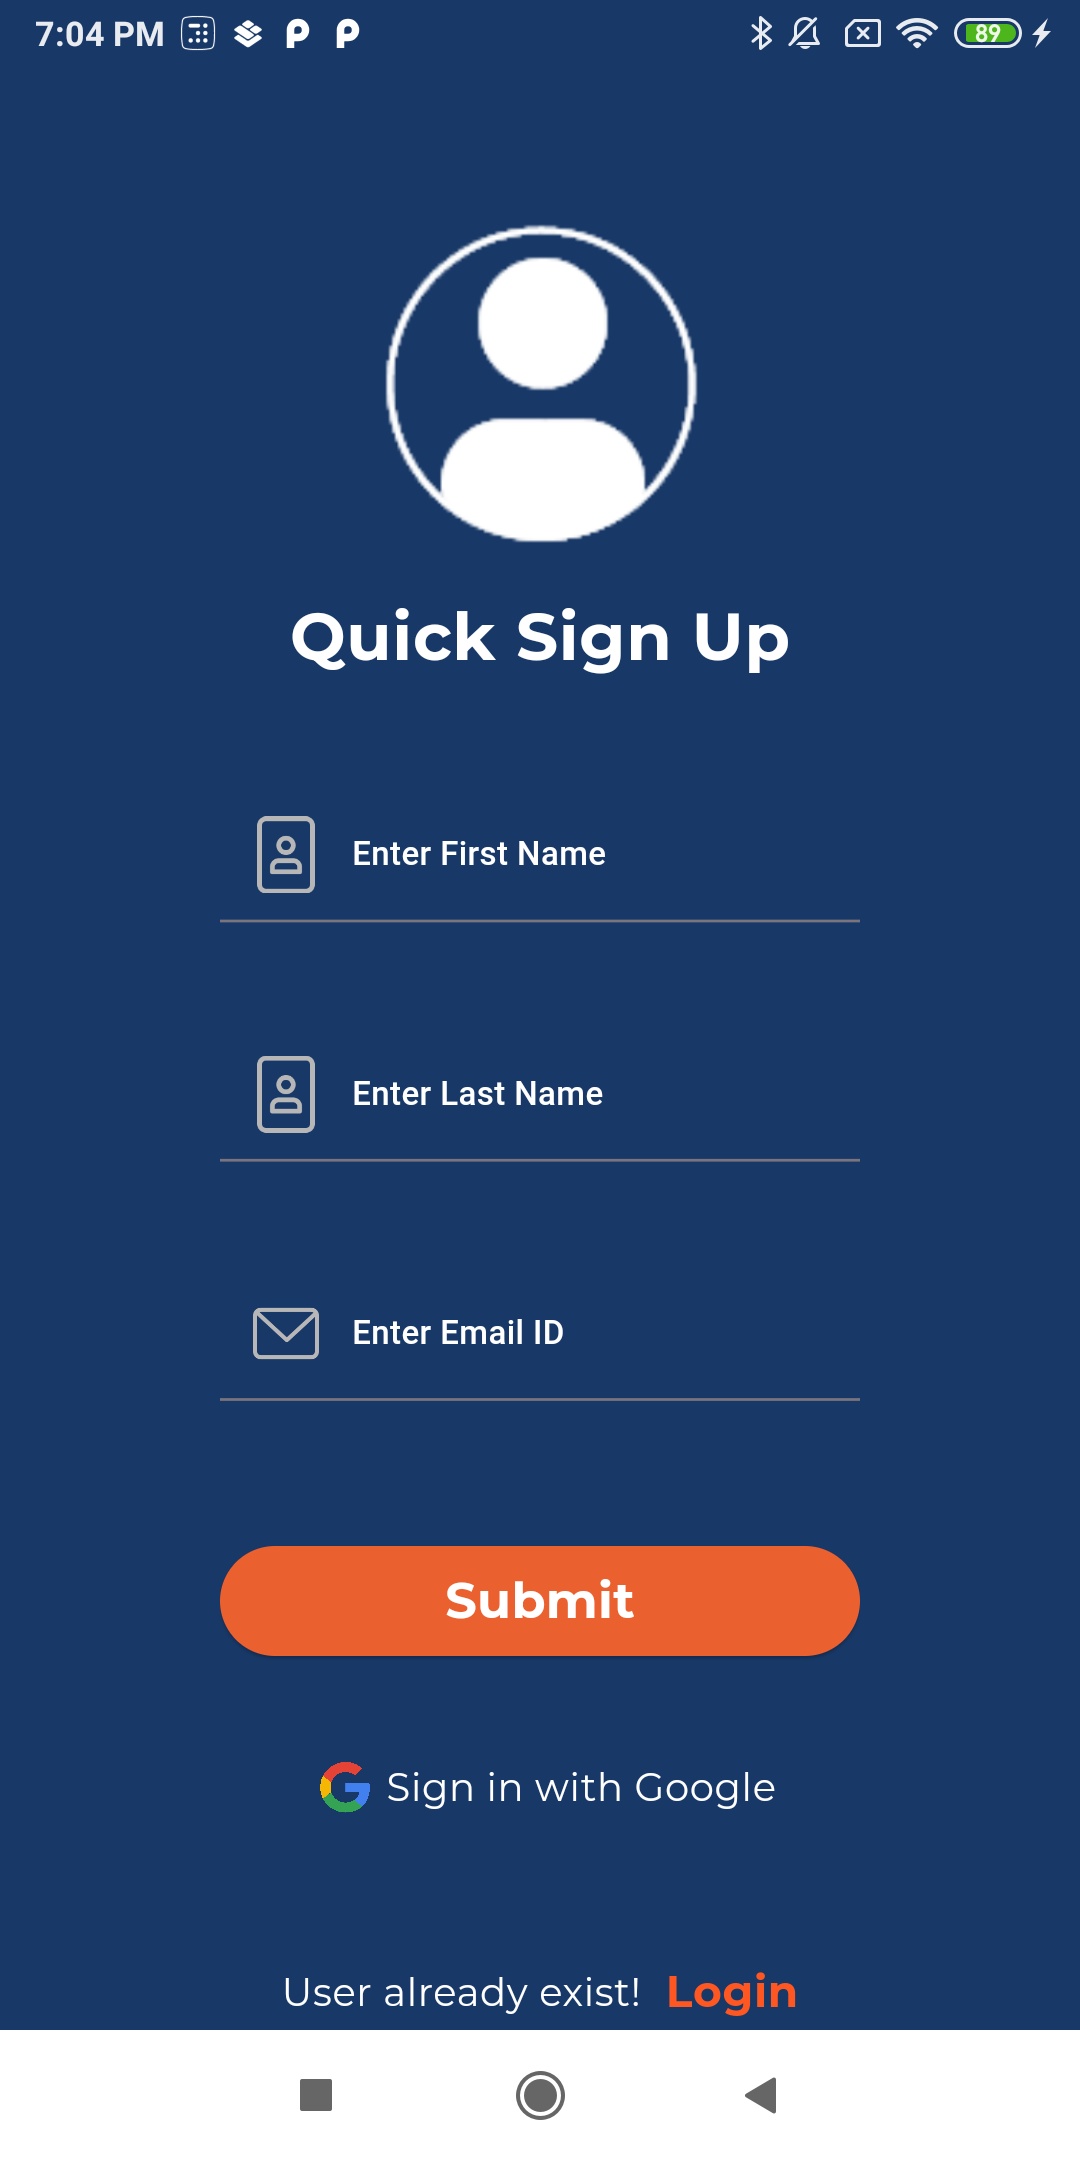 7:04 PM 89
Quick Sign Up
Enter First Name
Enter Last Name
Enter Email ID
Submit
Sign in with Google
User already exist! Login